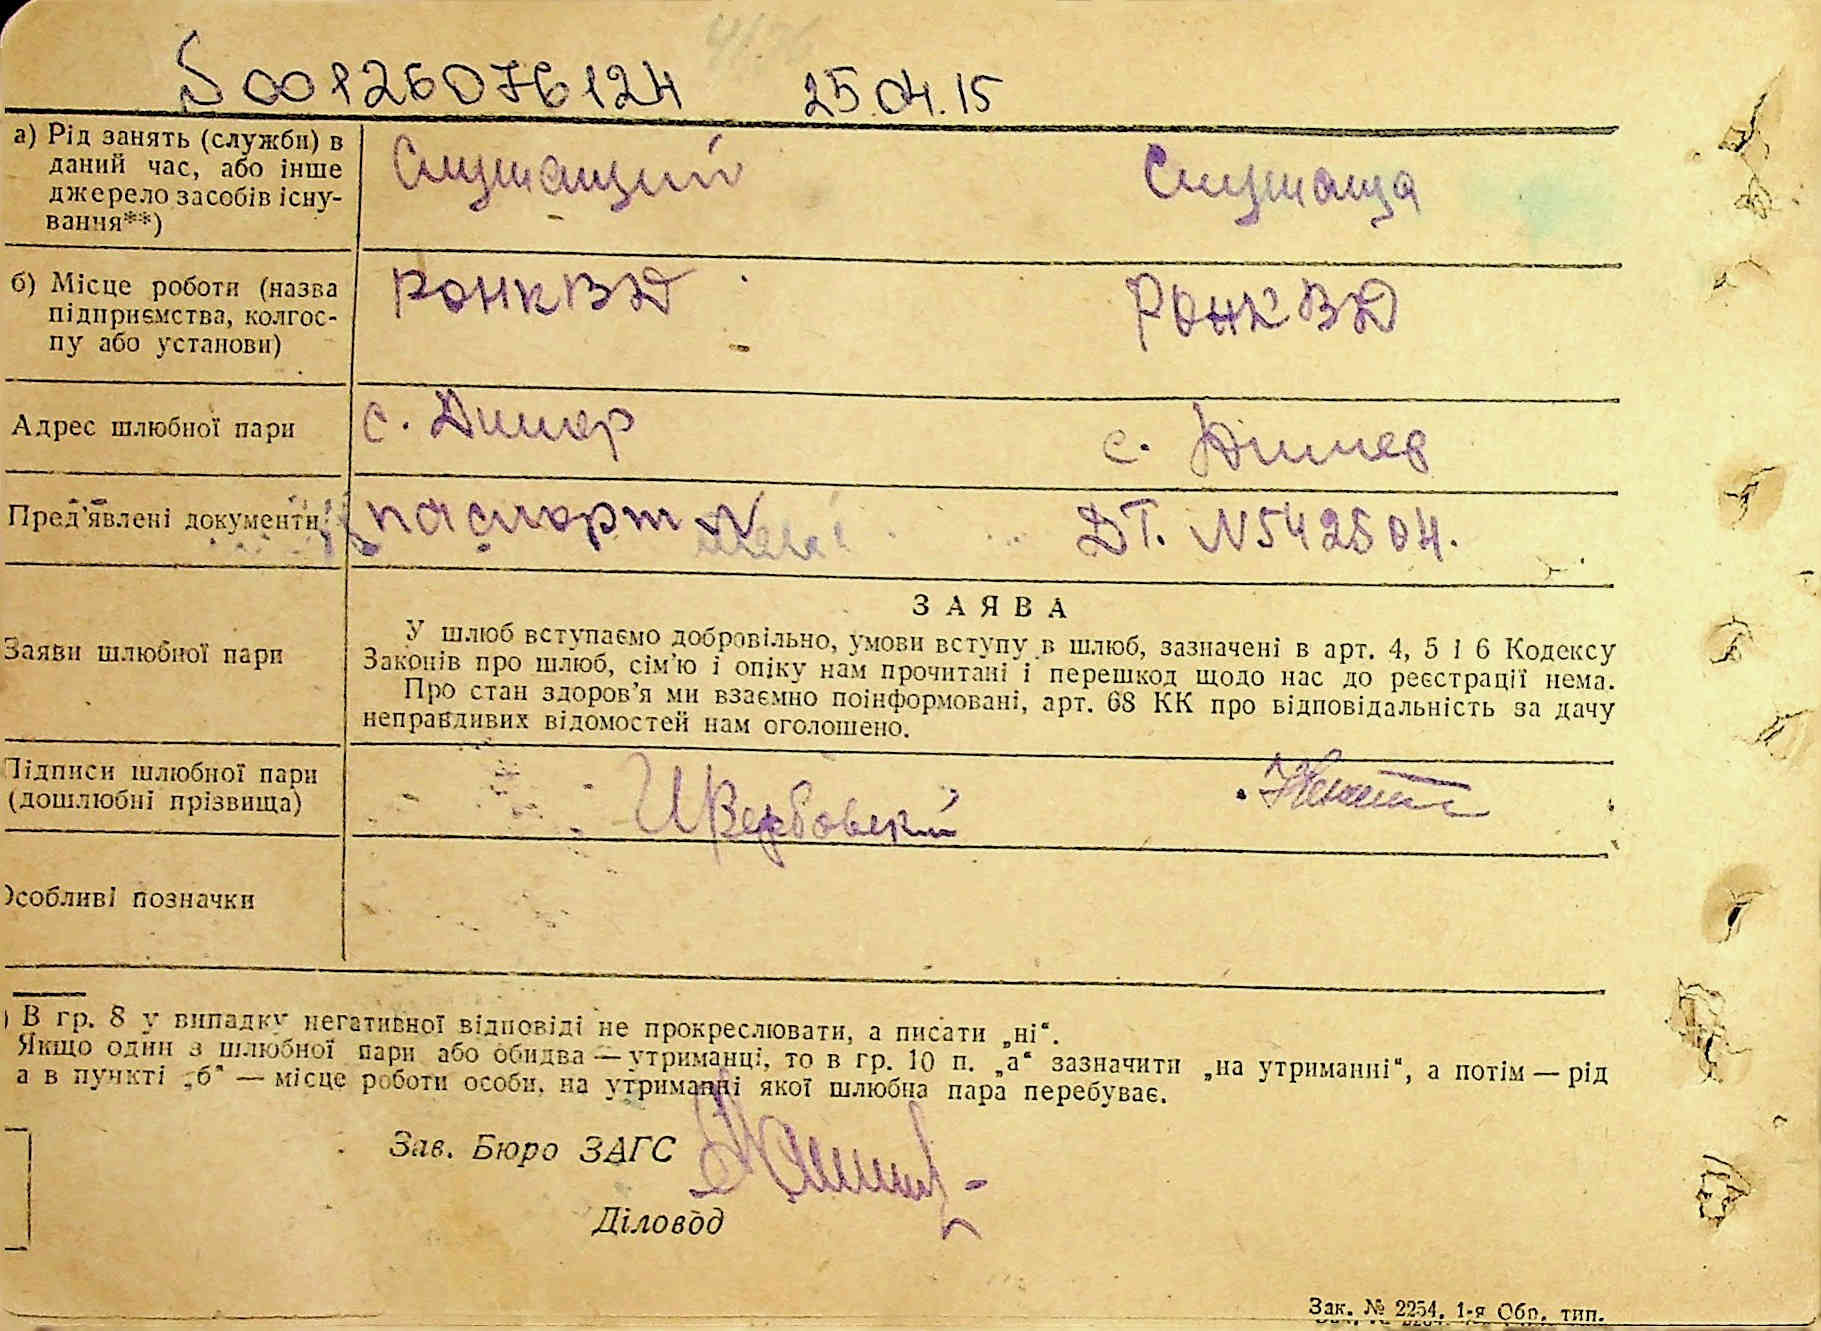 S00126076124 25.04.15
а) Рід занять (служби) в даний час, або інше джерело засобів існу-вання**)
Служащий Служаща
б) Місце роботи (назва підприємства, колгос-пу або установи)
РОНКВД РОНКВД
Адрес шлюбної пари
с. Димер с. Димер
Пред'явлені документи
паспорт N ДТ. N542504.
Заяви шлюбної пари
ЗАЯВА
У шлюб вступаємо добровільно, умови вступу в шлюб, зазначені в арт. 4, 5 і 6 Кодексу
Законів про шлюб, сім'ю і опіку нам прочитані і перешкод щодо нас до реєстрації нема.
Про стан здоров'я ми взаємно поінформовані, арт. 68 КК про відповідальність за дачу
неправдивих відомостей нам оголошено.
Підписи шлюбної пари
(дошлюбні прізвища)
ИВербовский
Особливі позначки
) В гр. 8 у випадку негативної відповіді не прокреслювати, а писати „ні“.
Якщо один з шлюбної пари або обидва — утриманці, то в гр. 10 п. „а“ зазначити „на утриманні“, а потім — рід
а в пункті „б“ — місце роботи особи, на утриманні якої шлюбна пара перебуває.
Зав. Бюро ЗАГС
Діловод
Зак. № 2254, 1-я Обр. тип.